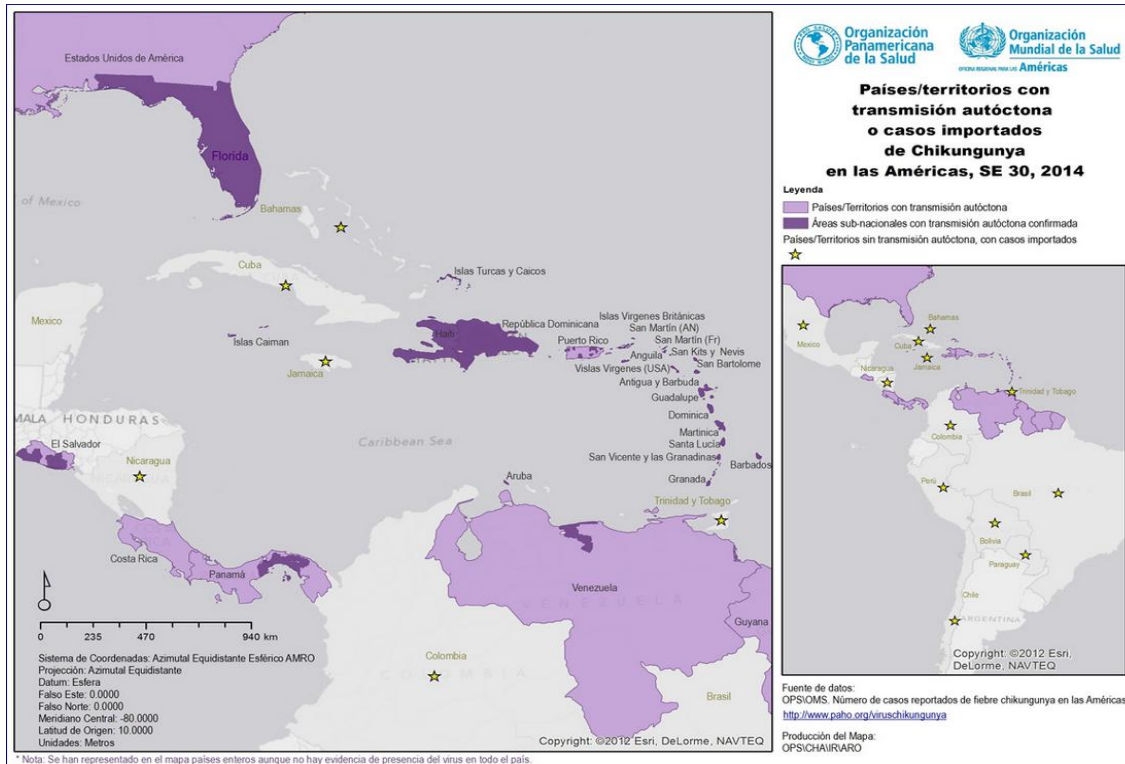 Estados Unidos de América
Florida
of Mexico
Bahamas
Cuba
Islas Turcas y Caicos
Mexico
Islas Caiman
Haiti
República Dominicana
Puerto Rico
Islas Virgenes Británicas
San Martín (AN)
San Martín (Fr)
San Kits y Nevis
San Bartolome
Anguila
Vislas Virgenes (USA)
Jamaica
Antigua y Barbuda
Guadalupe
Dominica
MALA HONDURAS
Caribbean Sea
Martinica
Santa Lucía
El Salvador
San Vicente y las Granadinas
Barbados
Nicaragua
Aruba
Granada
Trinidad y Tobago
Costa Rica
Panamá
Venezuela
VENEZUELA
Guyana
0 235 470 940 km
Colombia
COLOMBIA
Brasil
Sistema de Coordenadas: Azimutal Equidistante Esférico AMRO
Projección: Azimutal Equidistante
Datum: Esfera
Falso Este: 0.0000
Falso Norte: 0.0000
Meridiano Central: -80.0000
Latitud de Origen: 10.0000
Unidades: Metros
Copyright: ©2012 Esri, DeLorme, NAVTEQ
* Nota: Se han representado en el mapa países enteros aunque no hay evidencia de presencia del virus en todo el país.
Organización
Panamericana
de la Salud
Organización
Mundial de la Salud
OFICINA REGIONAL PARA LAS Américas
Países/territorios con
transmisión autóctona
o casos importados
de Chikungunya
en las Américas, SE 30, 2014
Leyenda
Países/Territorios con transmisión autóctona
Áreas sub-nacionales con transmisión autóctona confirmada
Países/Territorios sin transmisión autóctona, con casos importados
Mexico
Bahamas
Cuba
Jamaica
Nicaragua
Trinidad y Tobago
Colombia
Perú
Brasil
Bolivia
Paraguay
Chile
ARGENTINA
Copyright: ©2012 Esri,
DeLorme, NAVTEQ
Fuente de datos:
OPS\OMS. Número de casos reportados de fiebre chikungunya en las Américas
http://www.paho.org/viruschikungunya
Producción del Mapa:
OPS\CHA\IR\ARO